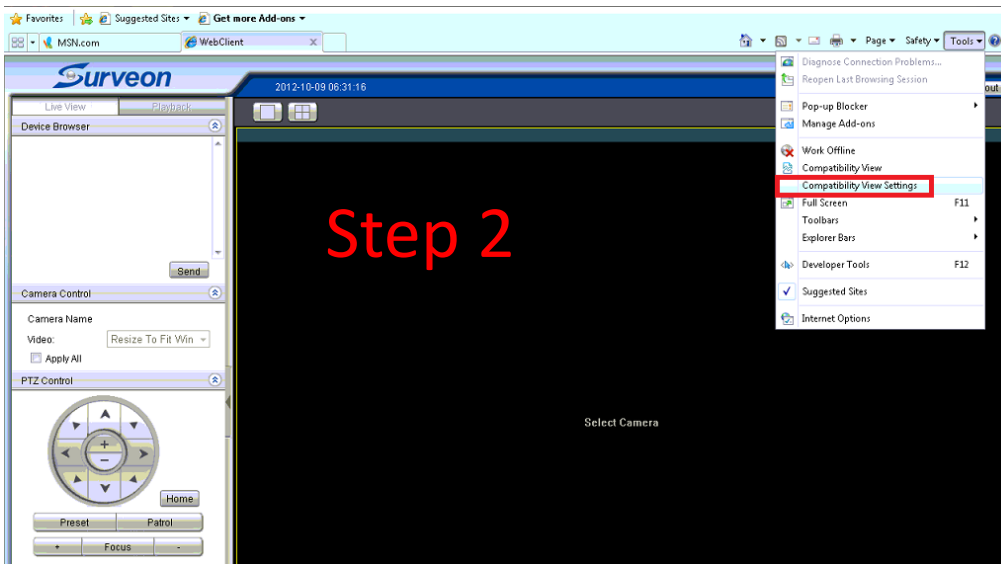 Favorites Suggested Sites Get more Add-ons
MSN.com WebClient x Page Safety Tools
Surveon
2012-10-09 06:31:16 out
Live View Playback
Device Browser
Send
Camera Control
Camera Name
Video: Resize To Fit Win
Apply All
PTZ Control
+
−
Home
Preset Patrol
+ Focus -
Step 2
Select Camera
Diagnose Connection Problems...
Reopen Last Browsing Session
Pop-up Blocker
Manage Add-ons
Work Offline
Compatibility View
Compatibility View Settings
Full Screen F11
Toolbars
Explorer Bars
Developer Tools F12
Suggested Sites
Internet Options